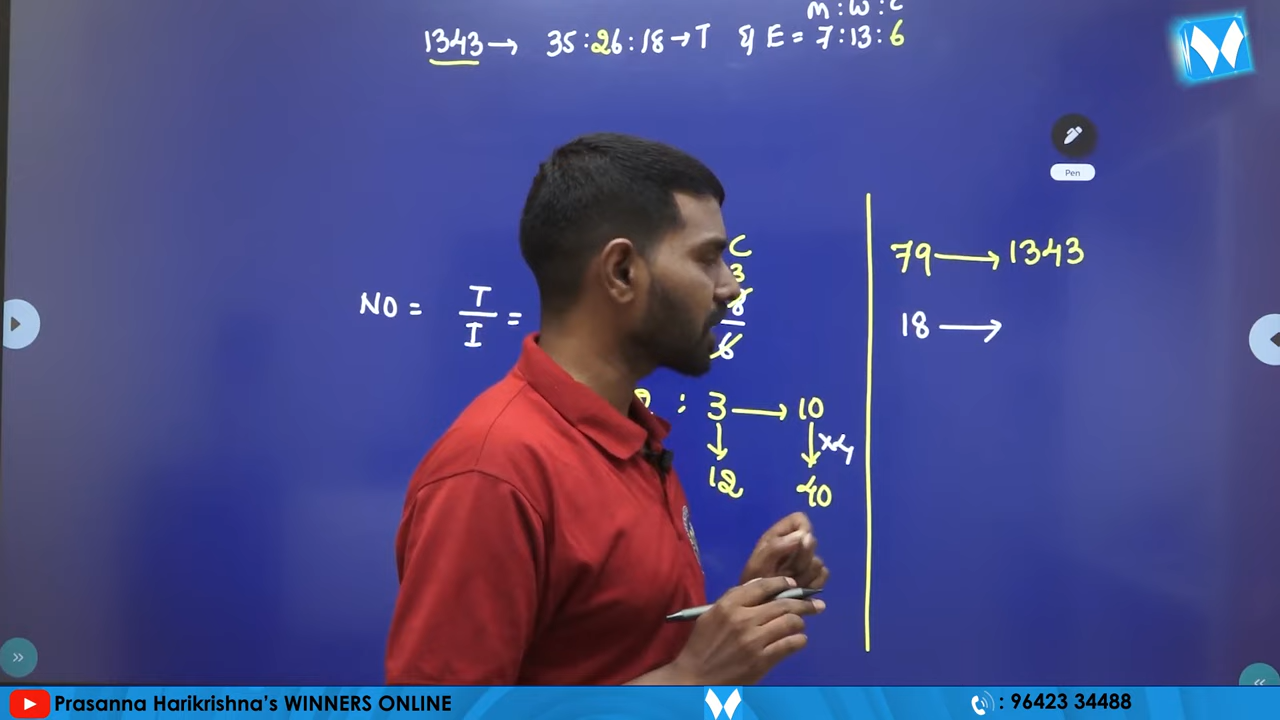 M : W : C
1343 → 35 : 26 : 18 → T & E = 7 : 13 : 6
Pen
C
79 → 1343
3
NO = T/I =
18 →
6
: 3 → 10
×4
12 40
Prasanna Harikrishna's WINNERS ONLINE
: 96423 34488